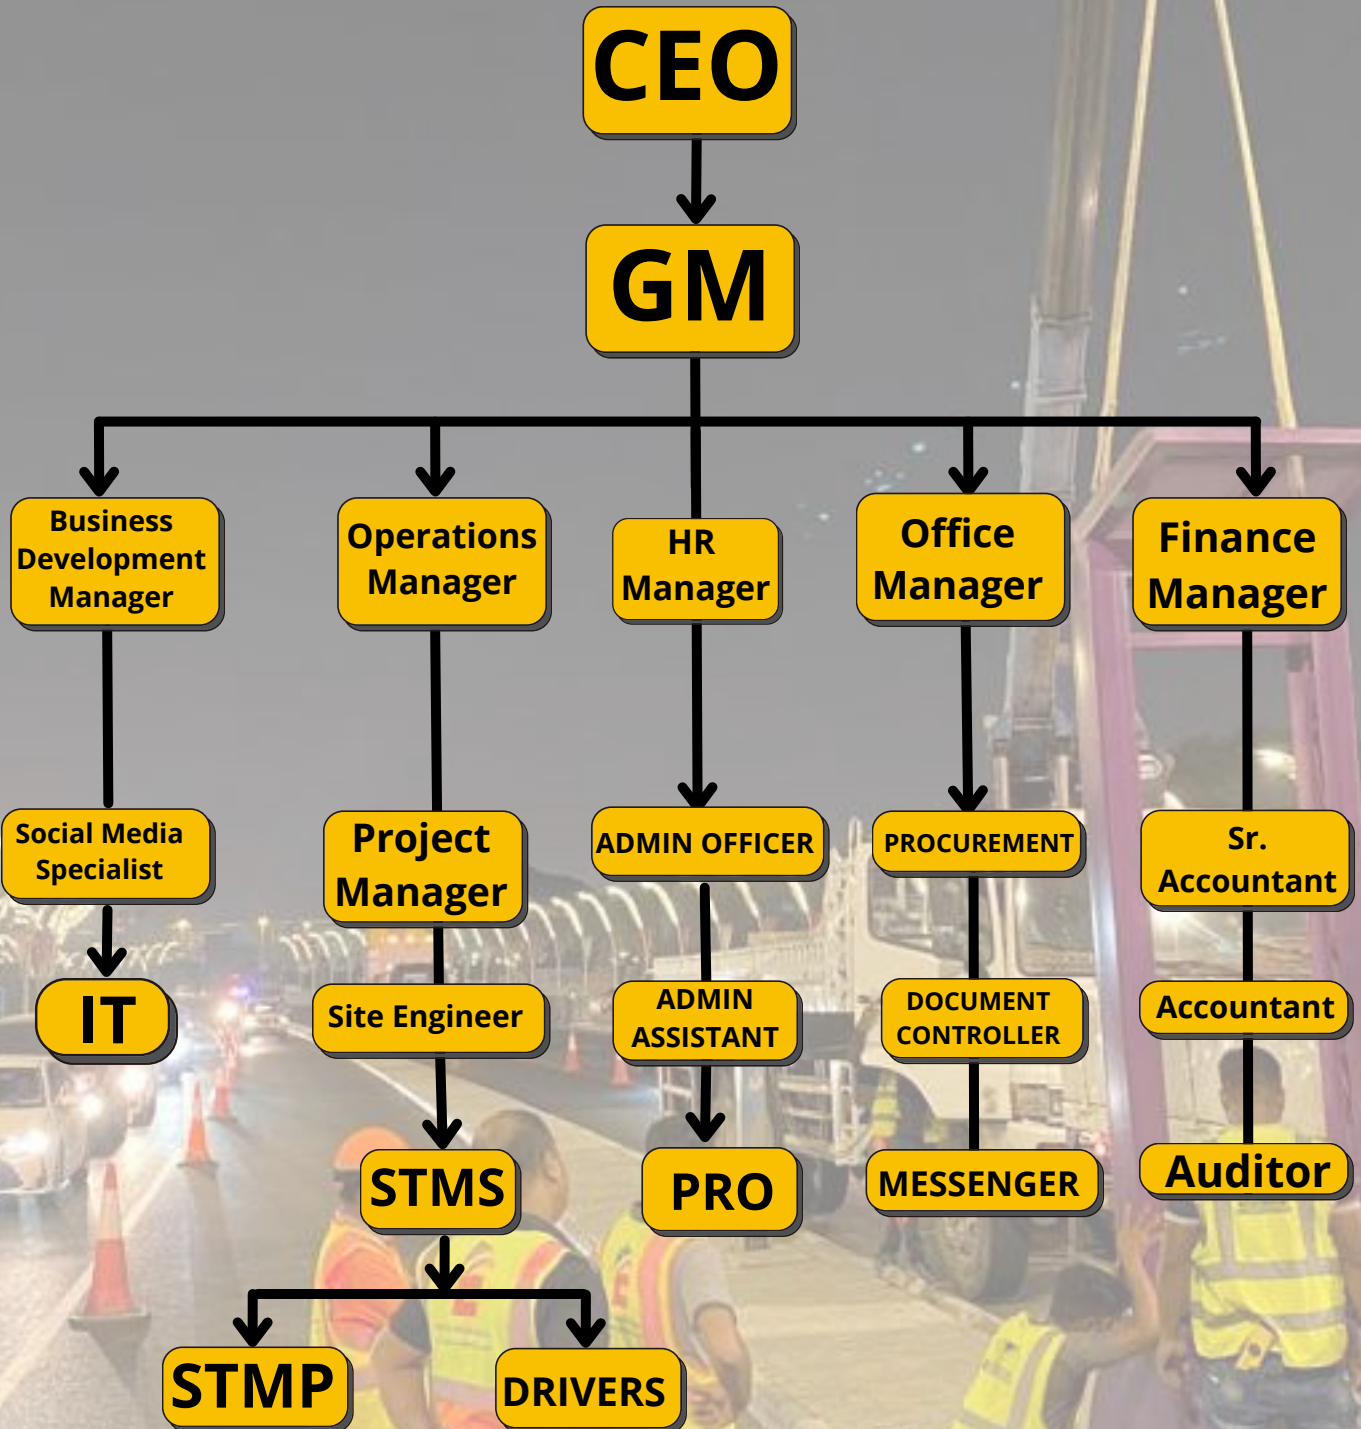 CEO
GM
Business
Development
Manager
Operations
Manager
HR
Manager
Office
Manager
Finance
Manager
Social Media
Specialist
Project
Manager
ADMIN OFFICER
PROCUREMENT
Sr.
Accountant
IT
Site Engineer
ADMIN
ASSISTANT
DOCUMENT
CONTROLLER
Accountant
STMS
PRO
MESSENGER
Auditor
STMP
DRIVERS